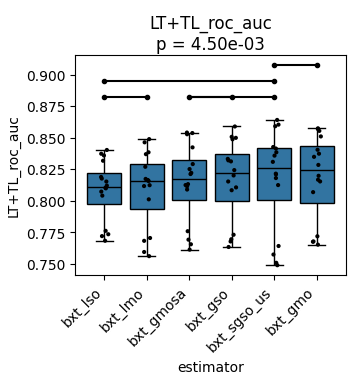 LT+TL_roc_auc
p = 4.50e-03
LT+TL_roc_auc
0.900
0.875
0.850
0.825
0.800
0.775
0.750
bxt_lso
bxt_lmo
bxt_gmosa
bxt_gso
bxt_sgso_us
bxt_gmo
estimator